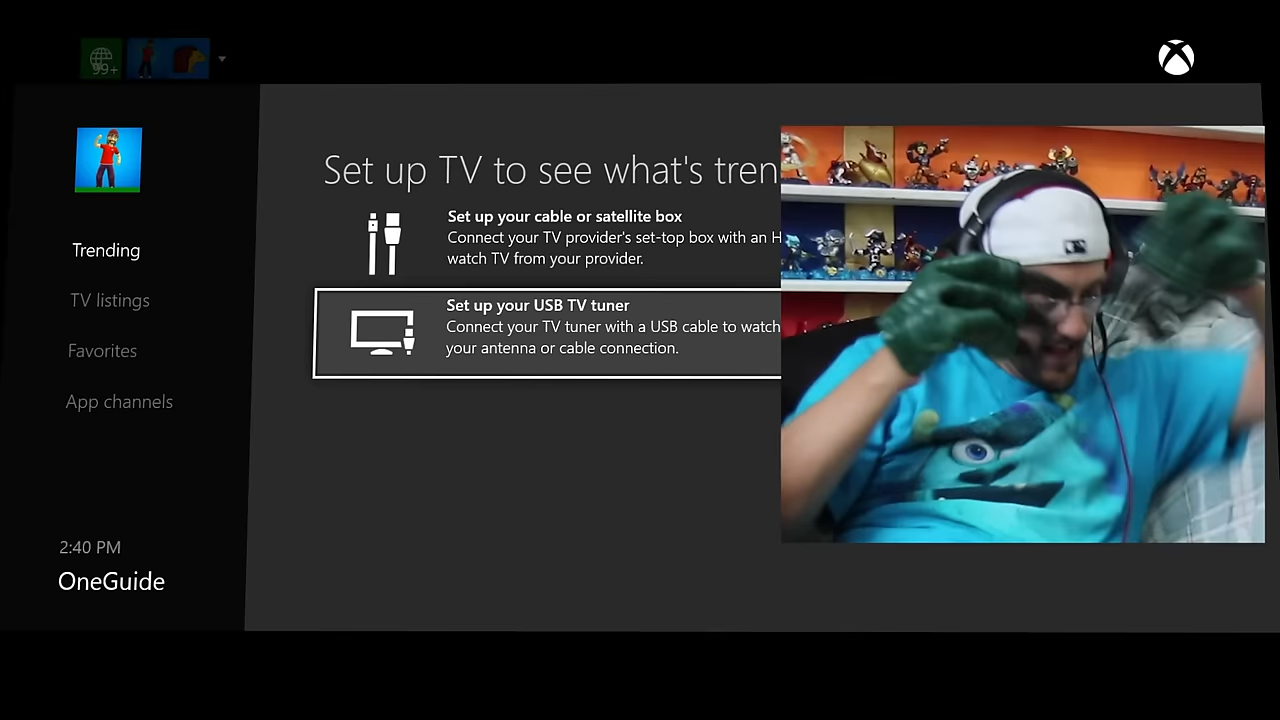 99+
Set up TV to see what's tren
Set up your cable or satellite box
Connect your TV provider's set-top box with an H
watch TV from your provider.
Set up your USB TV tuner
Connect your TV tuner with a USB cable to watch
your antenna or cable connection.
Trending
TV listings
Favorites
App channels
2:40 PM
OneGuide